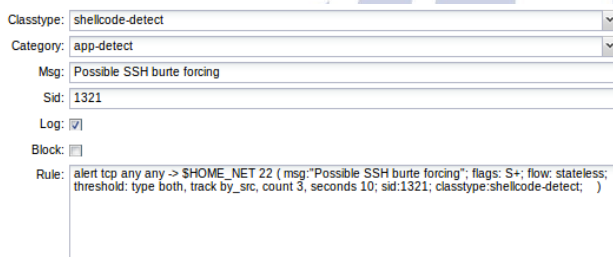 Classtype: shellcode-detect
Category: app-detect
Msg: Possible SSH burte forcing
Sid: 1321
Log:
Block:
Rule: alert tcp any any -> $HOME_NET 22 ( msg:"Possible SSH burte forcing"; flags: S+; flow: stateless;
threshold: type both, track by_src, count 3, seconds 10; sid:1321; classtype:shellcode-detect; )